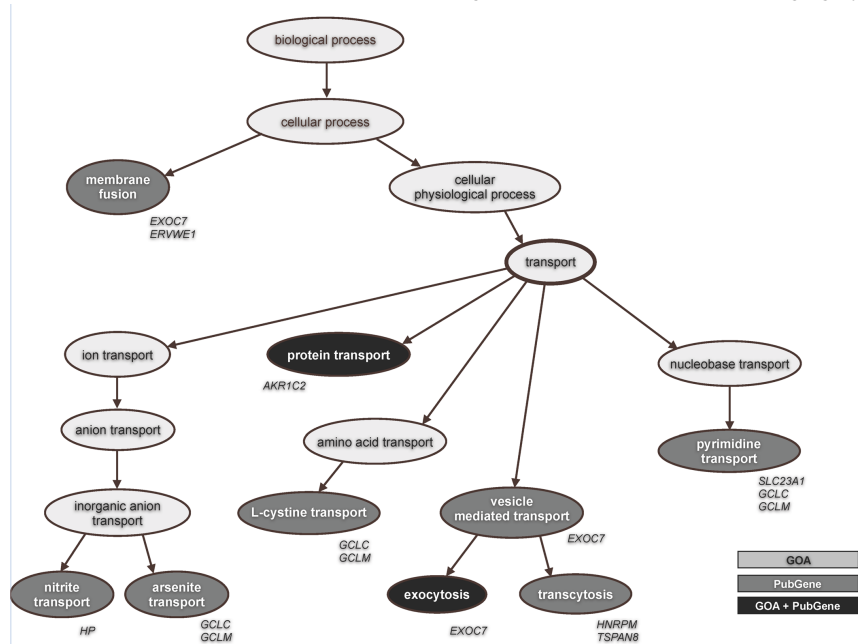 biological process
cellular process
membrane
fusion
EXOC7
ERVWE1
cellular
physiological process
transport
ion transport
protein transport
AKR1C2
nucleobase transport
anion transport
amino acid transport
pyrimidine
transport
SLC23A1
GCLC
GCLM
inorganic anion
transport
L-cystine transport
GCLC
GCLM
vesicle
mediated transport
EXOC7
nitrite
transport
HP
arsenite
transport
GCLC
GCLM
exocytosis
EXOC7
transcytosis
HNRPM
TSPAN8
GOA
PubGene
GOA + PubGene